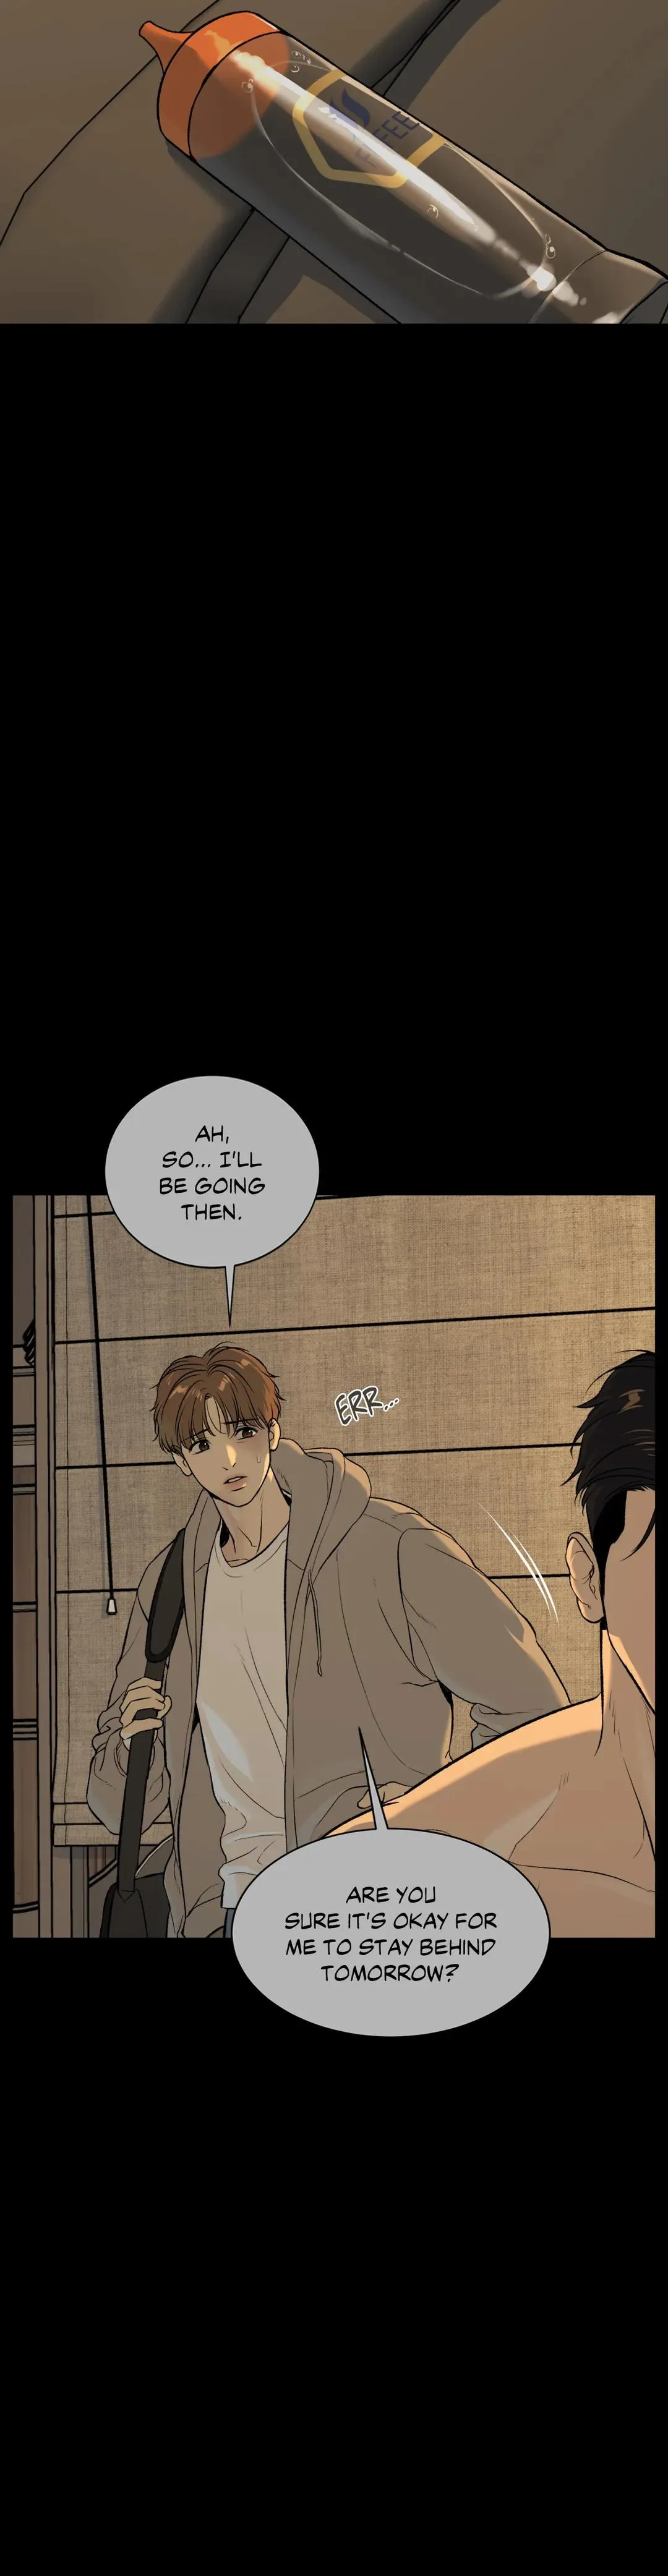 AH,
SO... I'LL
BE GOING
THEN.
ERR...
ARE YOU
SURE IT'S OKAY FOR
ME TO STAY BEHIND
TOMORROW?